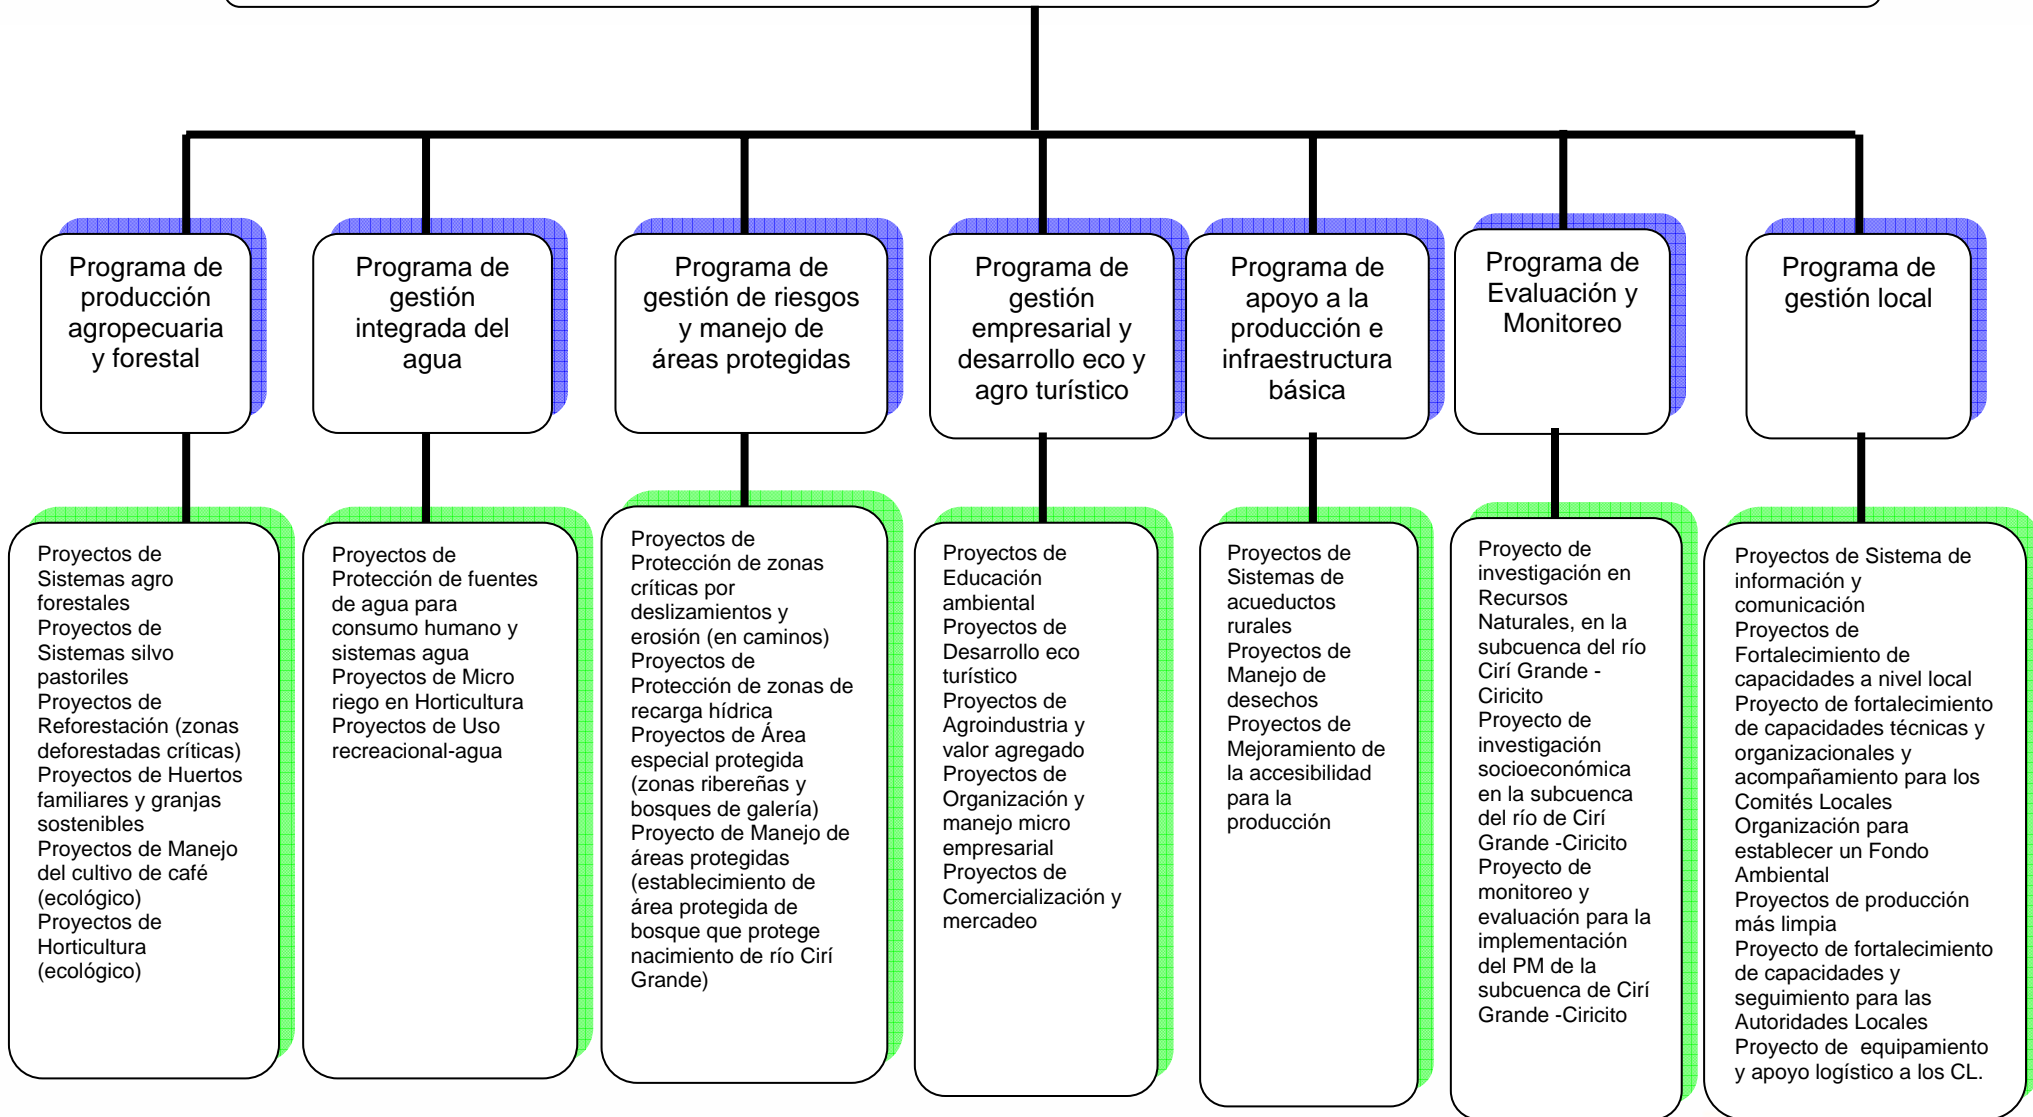 Programa de
producción
agropecuaria
y forestal
Programa de
gestión
integrada del
agua
Programa de
gestión de riesgos
y manejo de
áreas protegidas
Programa de
gestión
empresarial y
desarrollo eco y
agro turístico
Programa de
apoyo a la
producción e
infraestructura
básica
Programa de
Evaluación y
Monitoreo
Programa de
gestión local
Proyectos de
Sistemas agro
forestales
Proyectos de
Sistemas silvo
pastoriles
Proyectos de
Reforestación (zonas
deforestadas críticas)
Proyectos de Huertos
familiares y granjas
sostenibles
Proyectos de Manejo
del cultivo de café
(ecológico)
Proyectos de
Horticultura
(ecológico)
Proyectos de
Protección de fuentes
de agua para
consumo humano y
sistemas agua
Proyectos de Micro
riego en Horticultura
Proyectos de Uso
recreacional-agua
Proyectos de
Protección de zonas
críticas por
deslizamientos y
erosión (en caminos)
Proyectos de
Protección de zonas de
recarga hídrica
Proyectos de Área
especial protegida
(zonas ribereñas y
bosques de galería)
Proyecto de Manejo de
áreas protegidas
(establecimiento de
área protegida de
bosque que protege
nacimiento de río Cirí
Grande)
Proyectos de
Educación
ambiental
Proyectos de
Desarrollo eco
turístico
Proyectos de
Agroindustria y
valor agregado
Proyectos de
Organización y
manejo micro
empresarial
Proyectos de
Comercialización y
mercadeo
Proyectos de
Sistemas de
acueductos
rurales
Proyectos de
Manejo de
desechos
Proyectos de
Mejoramiento de
la accesibilidad
para la
producción
Proyecto de
investigación en
Recursos
Naturales, en la
subcuenca del río
Cirí Grande -
Ciricito
Proyecto de
investigación
socioeconómica
en la subcuenca
del río de Cirí
Grande -Ciricito
Proyecto de
monitoreo y
evaluación para la
implementación
del PM de la
subcuenca de Cirí
Grande -Ciricito
Proyectos de Sistema de
información y
comunicación
Proyectos de
Fortalecimiento de
capacidades a nivel local
Proyecto de fortalecimiento
de capacidades técnicas y
organizacionales y
acompañamiento para los
Comités Locales
Organización para
establecer un Fondo
Ambiental
Proyectos de producción
más limpia
Proyecto de fortalecimiento
de capacidades y
seguimiento para las
Autoridades Locales
Proyecto de  equipamiento
y apoyo logístico a los CL.